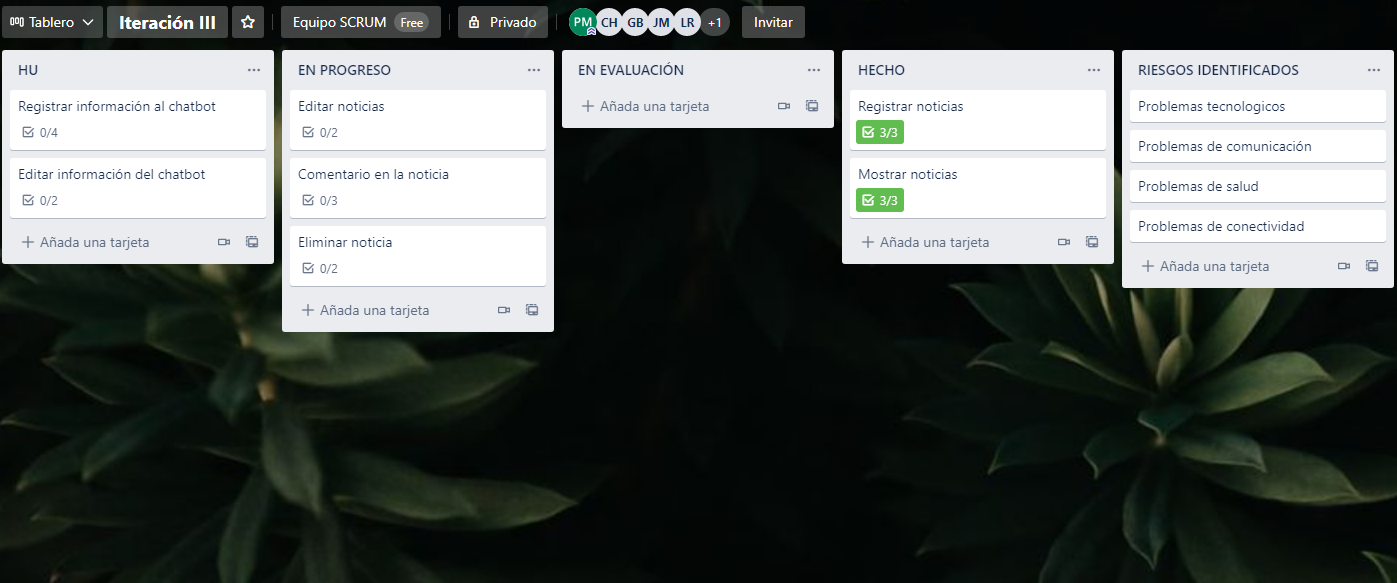 Tablero
Iteración III
Equipo SCRUM Free
Privado
PM CH GB JM LR +1
Invitar
HU
Registrar información al chatbot
0/4
Editar información del chatbot
0/2
+ Añada una tarjeta
EN PROGRESO
Editar noticias
0/2
Comentario en la noticia
0/3
Eliminar noticia
0/2
+ Añada una tarjeta
EN EVALUACIÓN
+ Añada una tarjeta
HECHO
Registrar noticias
3/3
Mostrar noticias
3/3
+ Añada una tarjeta
RIESGOS IDENTIFICADOS
Problemas tecnologicos
Problemas de comunicación
Problemas de salud
Problemas de conectividad
+ Añada una tarjeta